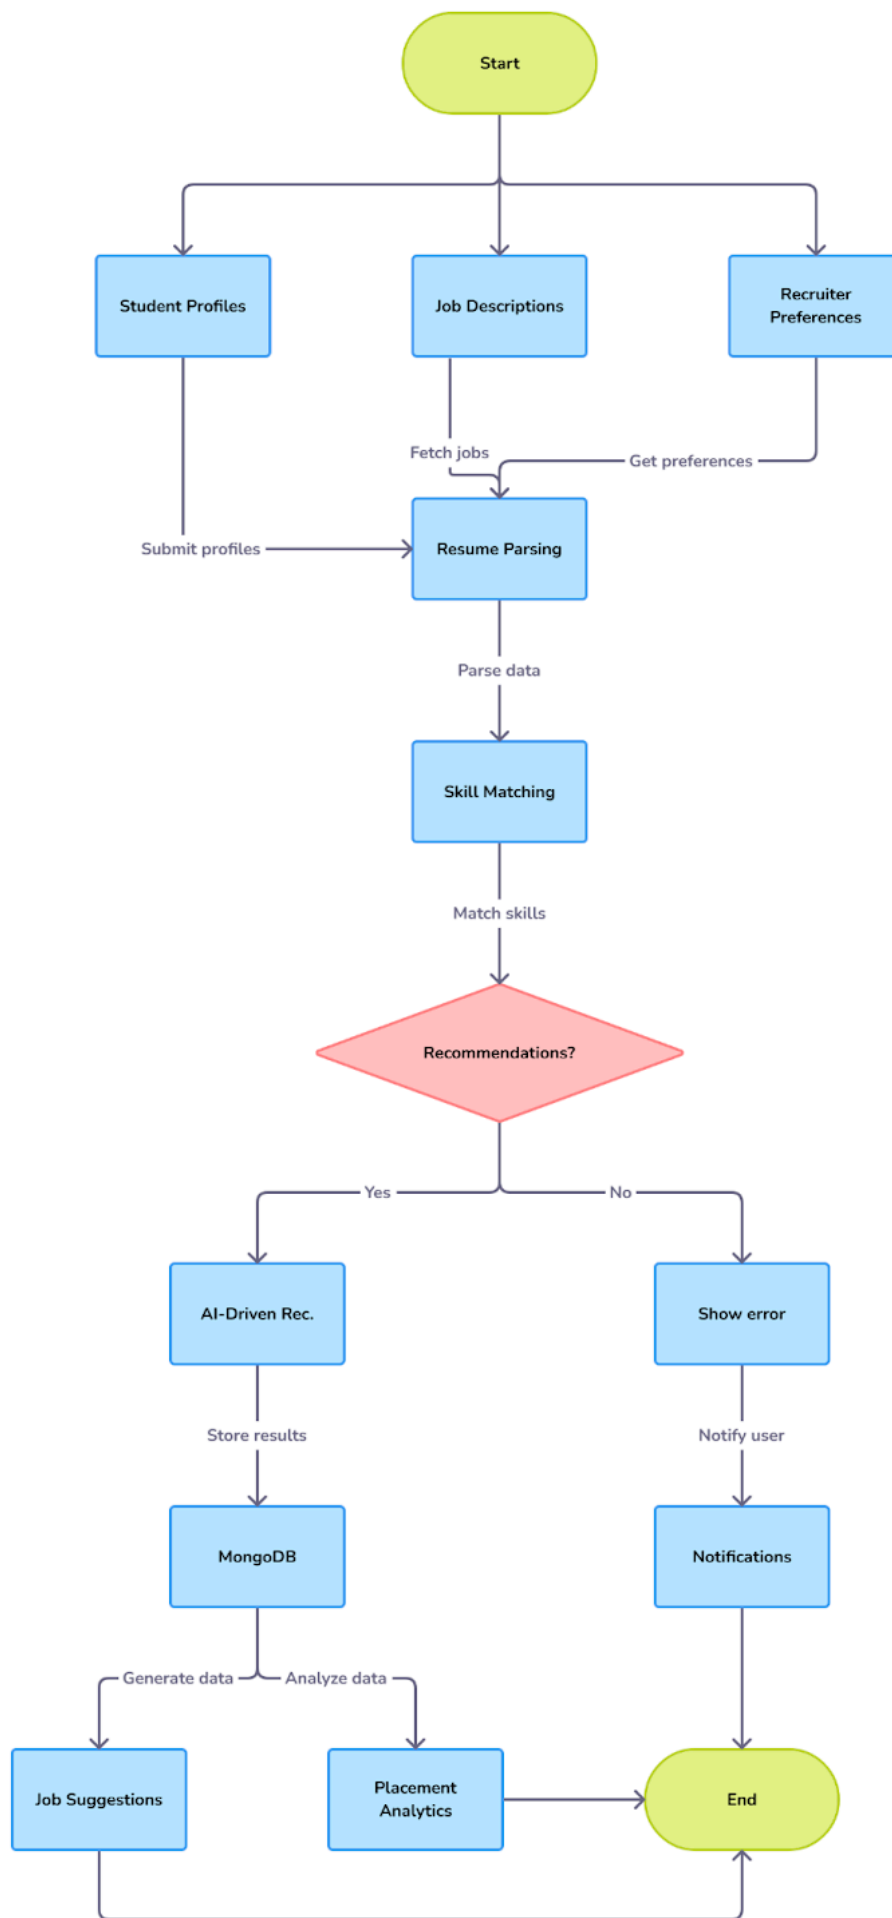 Start
Student Profiles
Job Descriptions
Recruiter
Preferences
Fetch jobs
Get preferences
Submit profiles
Resume Parsing
Parse data
Skill Matching
Match skills
Recommendations?
Yes
No
AI-Driven Rec.
Show error
Store results
Notify user
MongoDB
Notifications
Generate data
Analyze data
Job Suggestions
Placement
Analytics
End